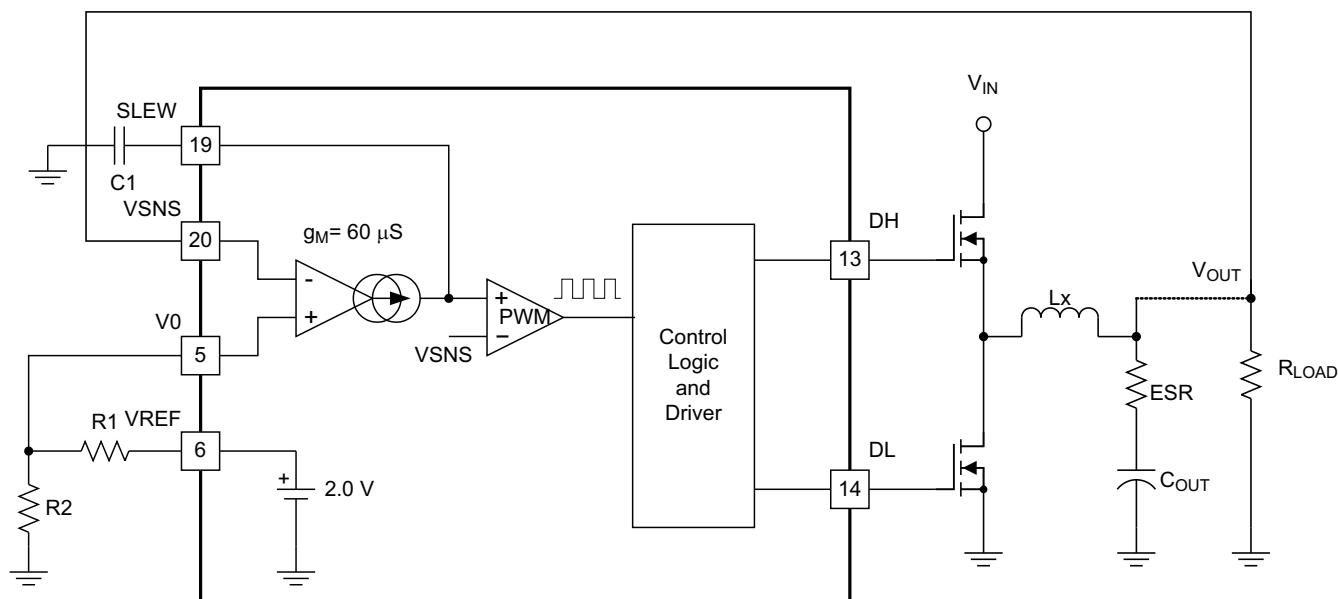 V_IN
SLEW
19
C1
VSNS
20
g_M= 60 μS
DH
13
V_OUT
-
+
V0
5
+
PWM
−
VSNS
Lx
Control
Logic
and
Driver
R_LOAD
ESR
R1
VREF
6
DL
14
+
2.0 V
R2
C_OUT